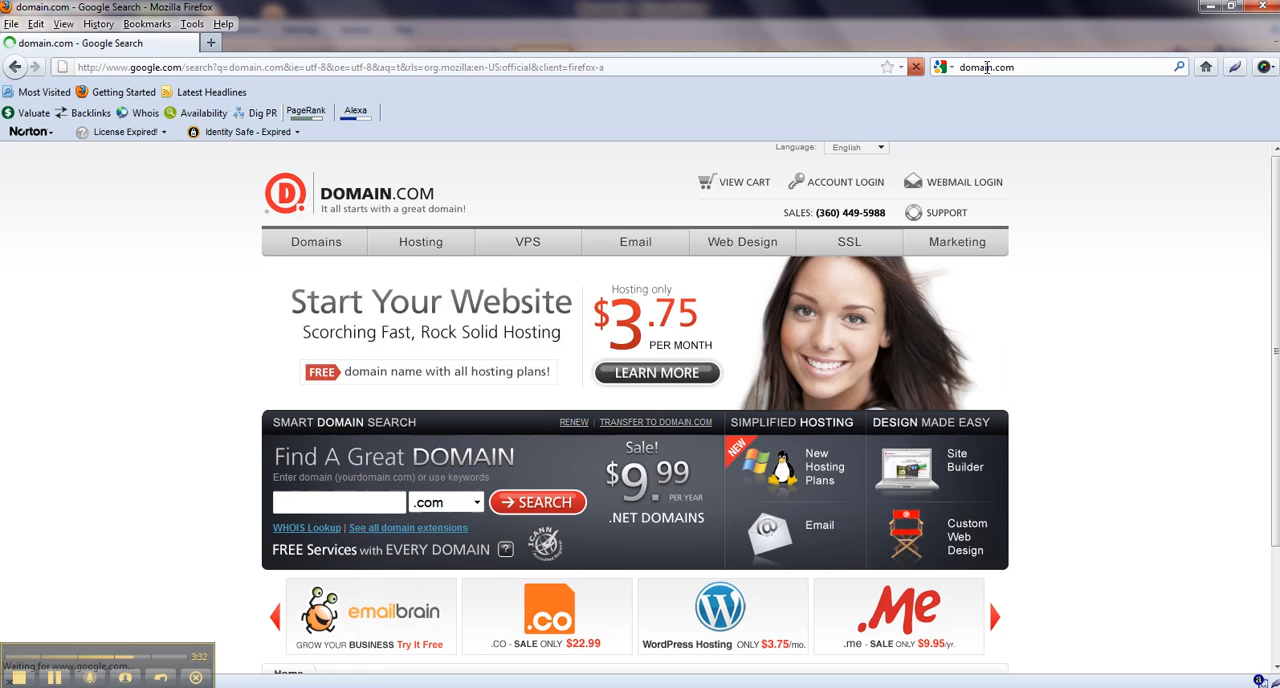 domain.com - Google Search - Mozilla Firefox
File Edit View History Bookmarks Tools Help
domain.com - Google Search
http://www.google.com/search?q=domain.com&ie=utf-8&oe=utf-8&aq=t&rls=org.mozilla:en-US:official&client=firefox-a
domain.com
Most Visited Getting Started Latest Headlines
Valuate Backlinks Whois Availability Dig PR PageRank Alexa
Norton License Expired! Identity Safe - Expired
Language: English
DOMAIN.COM
It all starts with a great domain!
VIEW CART ACCOUNT LOGIN WEBMAIL LOGIN
SALES: (360) 449-5988 SUPPORT
Domains Hosting VPS Email Web Design SSL Marketing
Start Your Website
Scorching Fast, Rock Solid Hosting
FREE domain name with all hosting plans!
Hosting only
$3.75
PER MONTH
LEARN MORE
SMART DOMAIN SEARCH RENEW | TRANSFER TO DOMAIN.COM
Find A Great DOMAIN
Enter domain (yourdomain.com) or use keywords
.com SEARCH
WHOIS Lookup | See all domain extensions
FREE Services with EVERY DOMAIN ?
ICANN
Sale!
$9.99
PER YEAR
.NET DOMAINS
SIMPLIFIED HOSTING
NEW
New
Hosting
Plans
@
Email
DESIGN MADE EASY
Site
Builder
Custom
Web
Design
emailbrain
GROW YOUR BUSINESS Try It Free
.co
.CO - SALE ONLY $22.99
W
WordPress Hosting ONLY $3.75/mo.
.Me
.me - SALE ONLY $9.95/yr.
Home
3:32
Waiting for www.google.com...